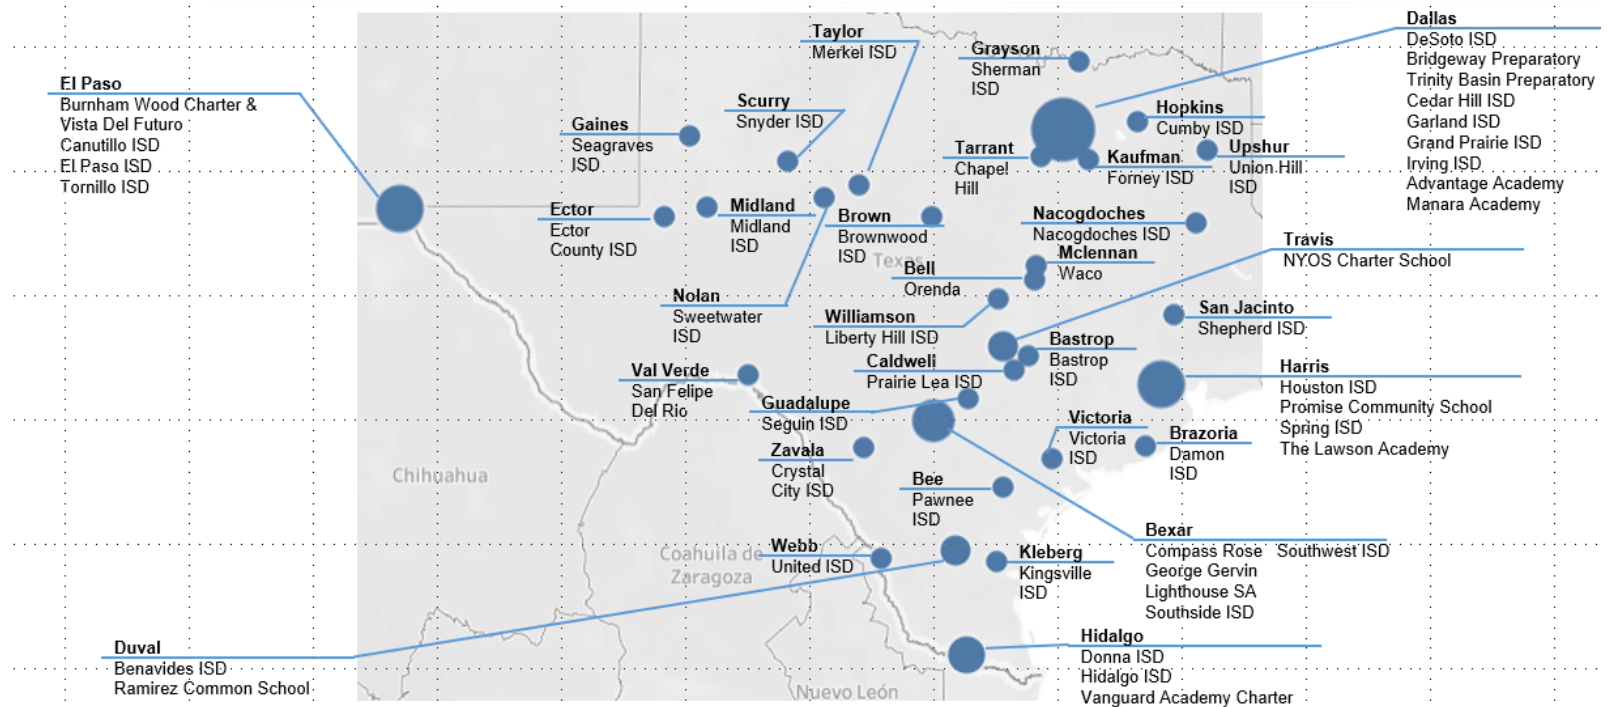 El Paso
Burnham Wood Charter &
Vista Del Futuro
Canutillo ISD
El Paso ISD
Tornillo ISD
Gaines
Seagraves
ISD
Scurry
Snyder ISD
Taylor
Merkel ISD
Grayson
Sherman
ISD
Dallas
DeSoto ISD
Bridgeway Preparatory
Trinity Basin Preparatory
Cedar Hill ISD
Garland ISD
Grand Prairie ISD
Irving ISD
Advantage Academy
Manara Academy
Hopkins
Cumby ISD
Tarrant
Chapel
Hill
Kaufman
Forney ISD
Upshur
Union Hill
ISD
Ector
Ector
County ISD
Midland
Midland
ISD
Brown
Brownwood
ISD
Texas
Nacogdoches
Nacogdoches ISD
Mclennan
Waco
Bell
Orenda
Travis
NYOS Charter School
Nolan
Sweetwater
ISD
Williamson
Liberty Hill ISD
San Jacinto
Shepherd ISD
Bastrop
Bastrop
ISD
Caldwell
Prairie Lea ISD
Val Verde
San Felipe
Del Rio
Guadalupe
Seguin ISD
Harris
Houston ISD
Promise Community School
Spring ISD
The Lawson Academy
Victoria
Victoria
ISD
Brazoria
Damon
ISD
Zavala
Crystal
City ISD
Chihuahua
Bee
Pawnee
ISD
Bexar
Compass Rose Southwest ISD
George Gervin
Lighthouse SA
Southside ISD
Coahuila de
Zaragoza
Webb
United ISD
Kleberg
Kingsville
ISD
Duval
Benavides ISD
Ramirez Common School
Hidalgo
Donna ISD
Hidalgo ISD
Vanguard Academy Charter
Nuevo León